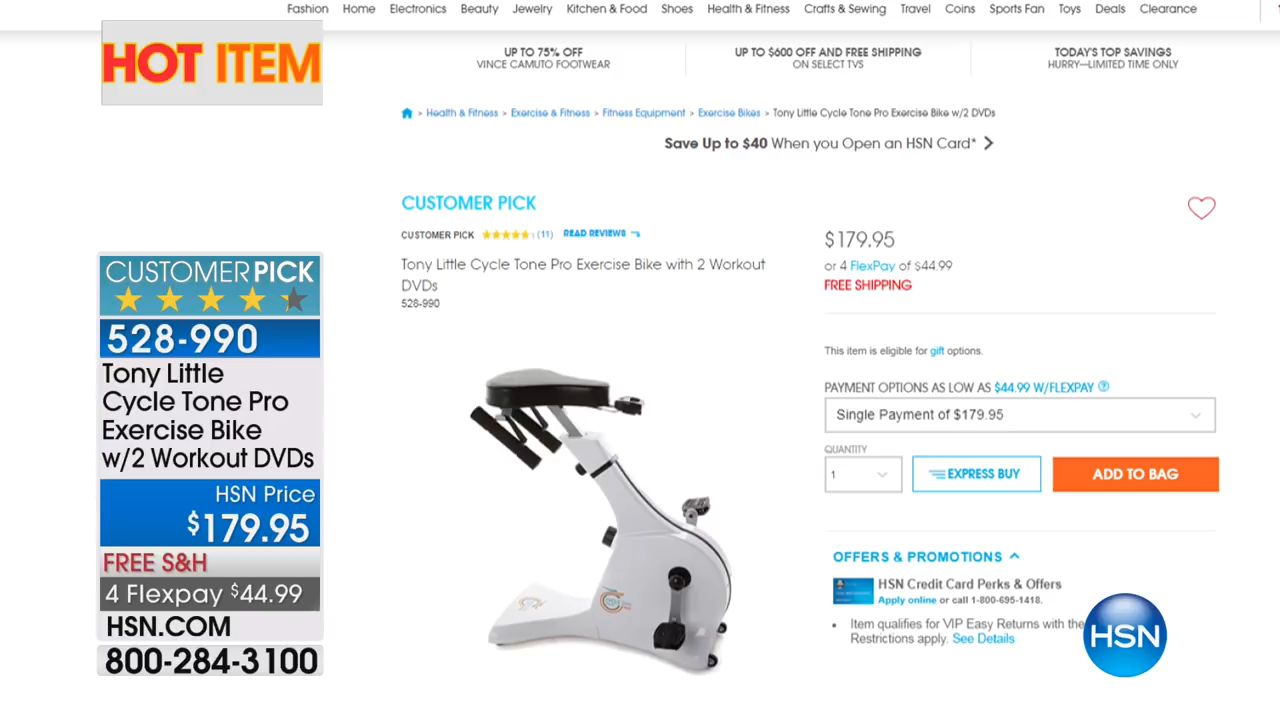 Fashion Home Electronics Beauty Jewelry Kitchen & Food Shoes Health & Fitness Crafts & Sewing Travel Coins Sports Fan Toys Deals Clearance
HOT ITEM
UP TO 75% OFF
VINCE CAMUTO FOOTWEAR
UP TO $600 OFF AND FREE SHIPPING
ON SELECT TVS
TODAY'S TOP SAVINGS
HURRY—LIMITED TIME ONLY
> Health & Fitness > Exercise & Fitness > Fitness Equipment > Exercise Bikes > Tony Little Cycle Tone Pro Exercise Bike w/2 DVDs
Save Up to $40 When you Open an HSN Card*
CUSTOMER PICK
CUSTOMER PICK (11) READ REVIEWS
Tony Little Cycle Tone Pro Exercise Bike with 2 Workout
DVDs
528-990
$179.95
or 4 FlexPay of $44.99
FREE SHIPPING
This item is eligible for gift options.
PAYMENT OPTIONS AS LOW AS $44.99 W/FLEXPAY ?
Single Payment of $179.95
QUANTITY
1
EXPRESS BUY
ADD TO BAG
OFFERS & PROMOTIONS
HSN Credit Card Perks & Offers
Apply online or call 1-800-695-1418.
Item qualifies for VIP Easy Returns with the
Restrictions apply. See Details
CUSTOMER PICK
528-990
Tony Little
Cycle Tone Pro
Exercise Bike
w/2 Workout DVDs
HSN Price
$179.95
FREE S&H
4 Flexpay $44.99
HSN.COM
800-284-3100
HSN